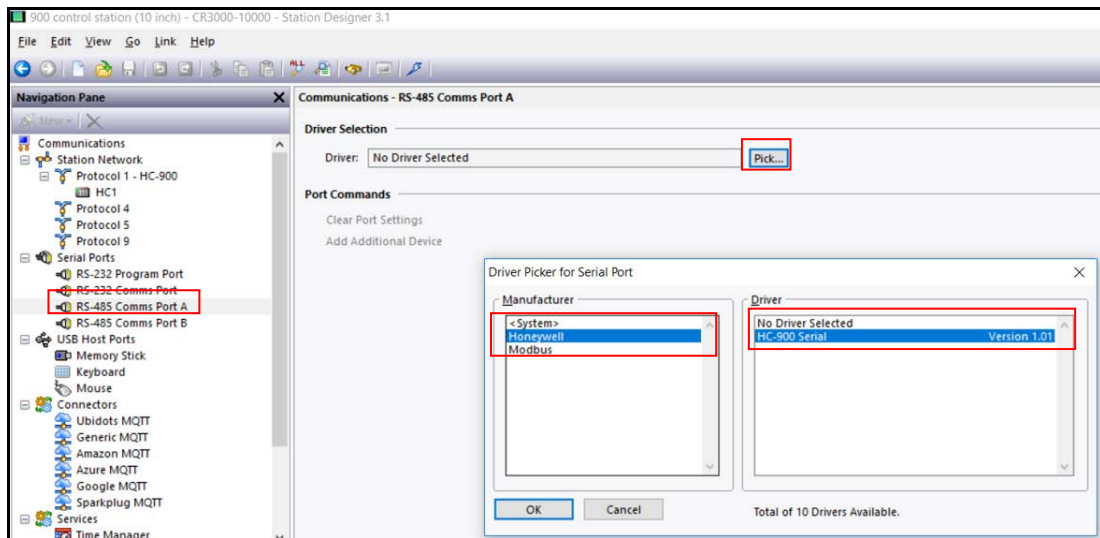 900 control station (10 inch) - CR3000-10000 - Station Designer 3.1
File Edit View Go Link Help
Navigation Pane
New
Communications
Station Network
Protocol 1 - HC-900
HC1
Protocol 4
Protocol 5
Protocol 9
Serial Ports
RS-232 Program Port
RS-232 Comms Port
RS-485 Comms Port A
RS-485 Comms Port B
USB Host Ports
Memory Stick
Keyboard
Mouse
Connectors
Ubidots MQTT
Generic MQTT
Amazon MQTT
Azure MQTT
Google MQTT
Sparkplug MQTT
Services
Time Manager
Communications - RS-485 Comms Port A
Driver Selection
Driver: No Driver Selected Pick...
Port Commands
Clear Port Settings
Add Additional Device
Driver Picker for Serial Port
Manufacturer
<System>
Honeywell
Modbus
Driver
No Driver Selected
HC-900 Serial Version 1.01
OK Cancel
Total of 10 Drivers Available.